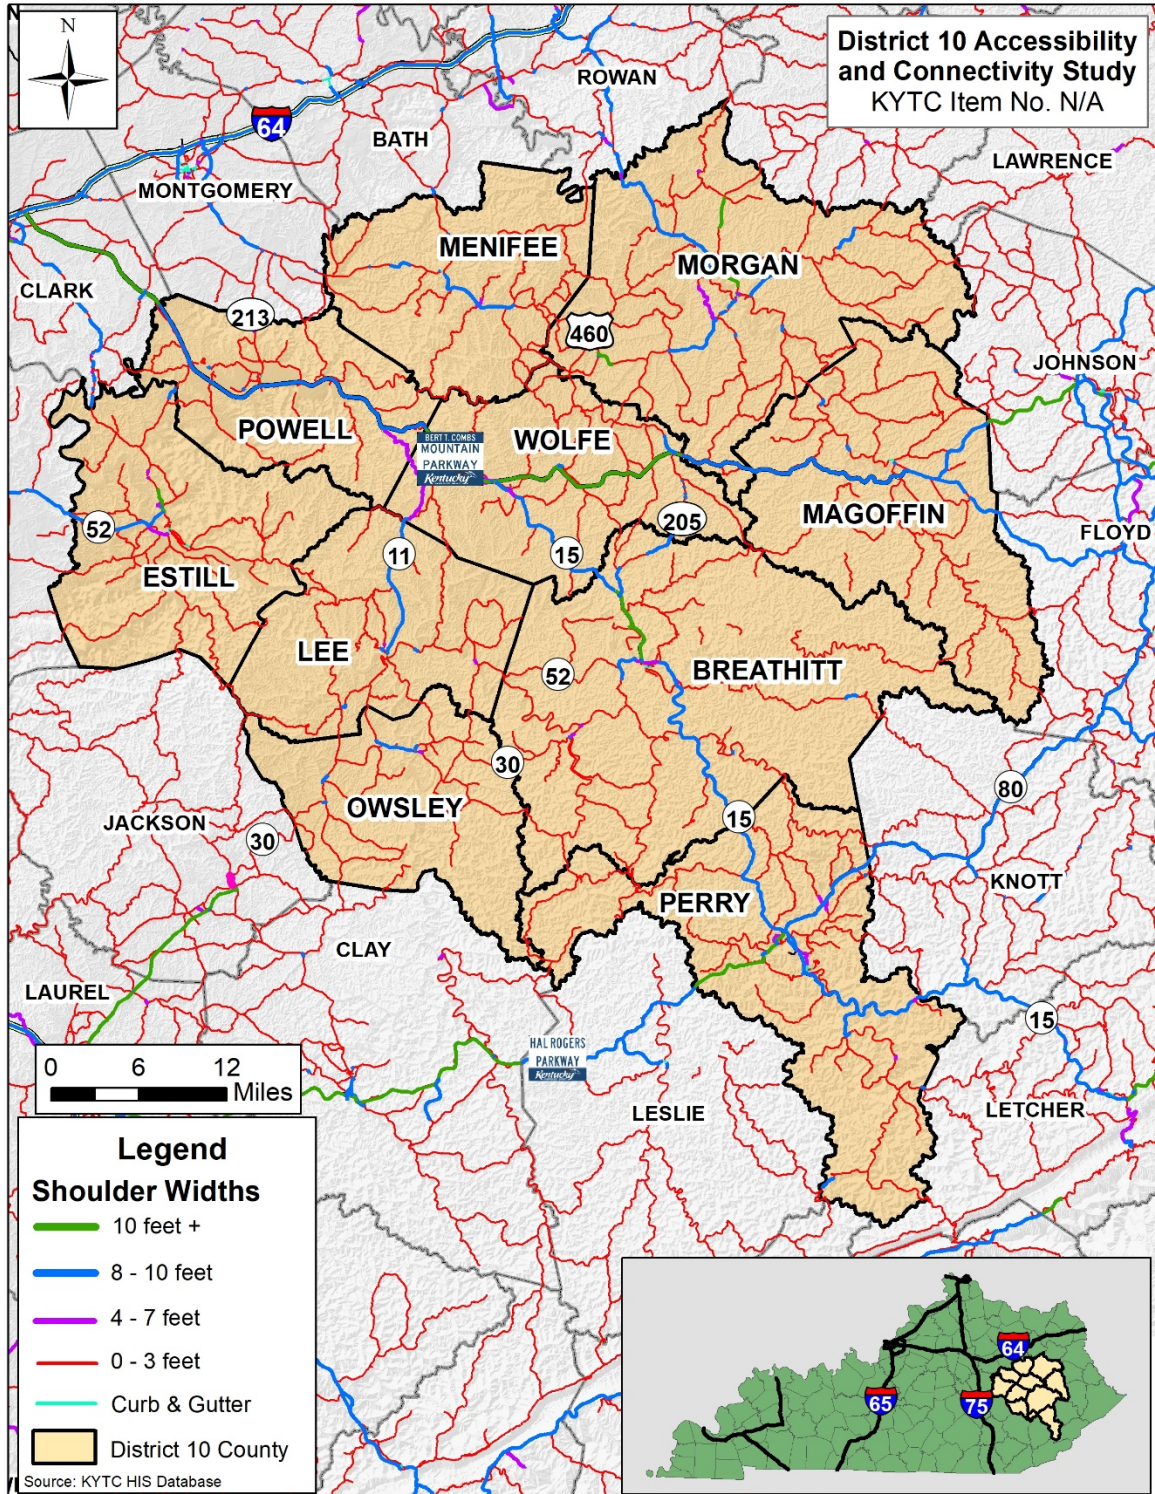 N
District 10 Accessibility
and Connectivity Study
KYTC Item No. N/A
ROWAN
64
BATH
LAWRENCE
MONTGOMERY
MENIFEE
MORGAN
CLARK
213
460
JOHNSON
POWELL
WOLFE
BERT T. COMBS
MOUNTAIN
PARKWAY
Kentucky
MAGOFFIN
205
52
FLOYD
11
15
ESTILL
LEE
52
BREATHITT
30
80
OWSLEY
15
JACKSON
30
KNOTT
PERRY
CLAY
LAUREL
15
HAL ROGERS
PARKWAY
Kentucky
0 6 12
Miles
LESLIE
LETCHER
Legend
Shoulder Widths
10 feet +
8 - 10 feet
4 - 7 feet
0 - 3 feet
Curb & Gutter
District 10 County
Source: KYTC HIS Database
64
65
75